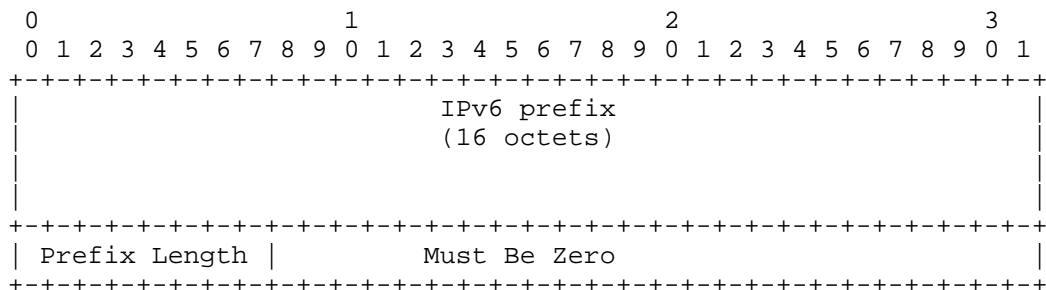 0                   1                   2                   3
 0 1 2 3 4 5 6 7 8 9 0 1 2 3 4 5 6 7 8 9 0 1 2 3 4 5 6 7 8 9 0 1
+-+-+-+-+-+-+-+-+-+-+-+-+-+-+-+-+-+-+-+-+-+-+-+-+-+-+-+-+-+-+-+-+
|                          IPv6 prefix                          |
|                          (16 octets)                          |
|                                                               |
|                                                               |
+-+-+-+-+-+-+-+-+-+-+-+-+-+-+-+-+-+-+-+-+-+-+-+-+-+-+-+-+-+-+-+-+
| Prefix Length |         Must Be Zero                          |
+-+-+-+-+-+-+-+-+-+-+-+-+-+-+-+-+-+-+-+-+-+-+-+-+-+-+-+-+-+-+-+-+